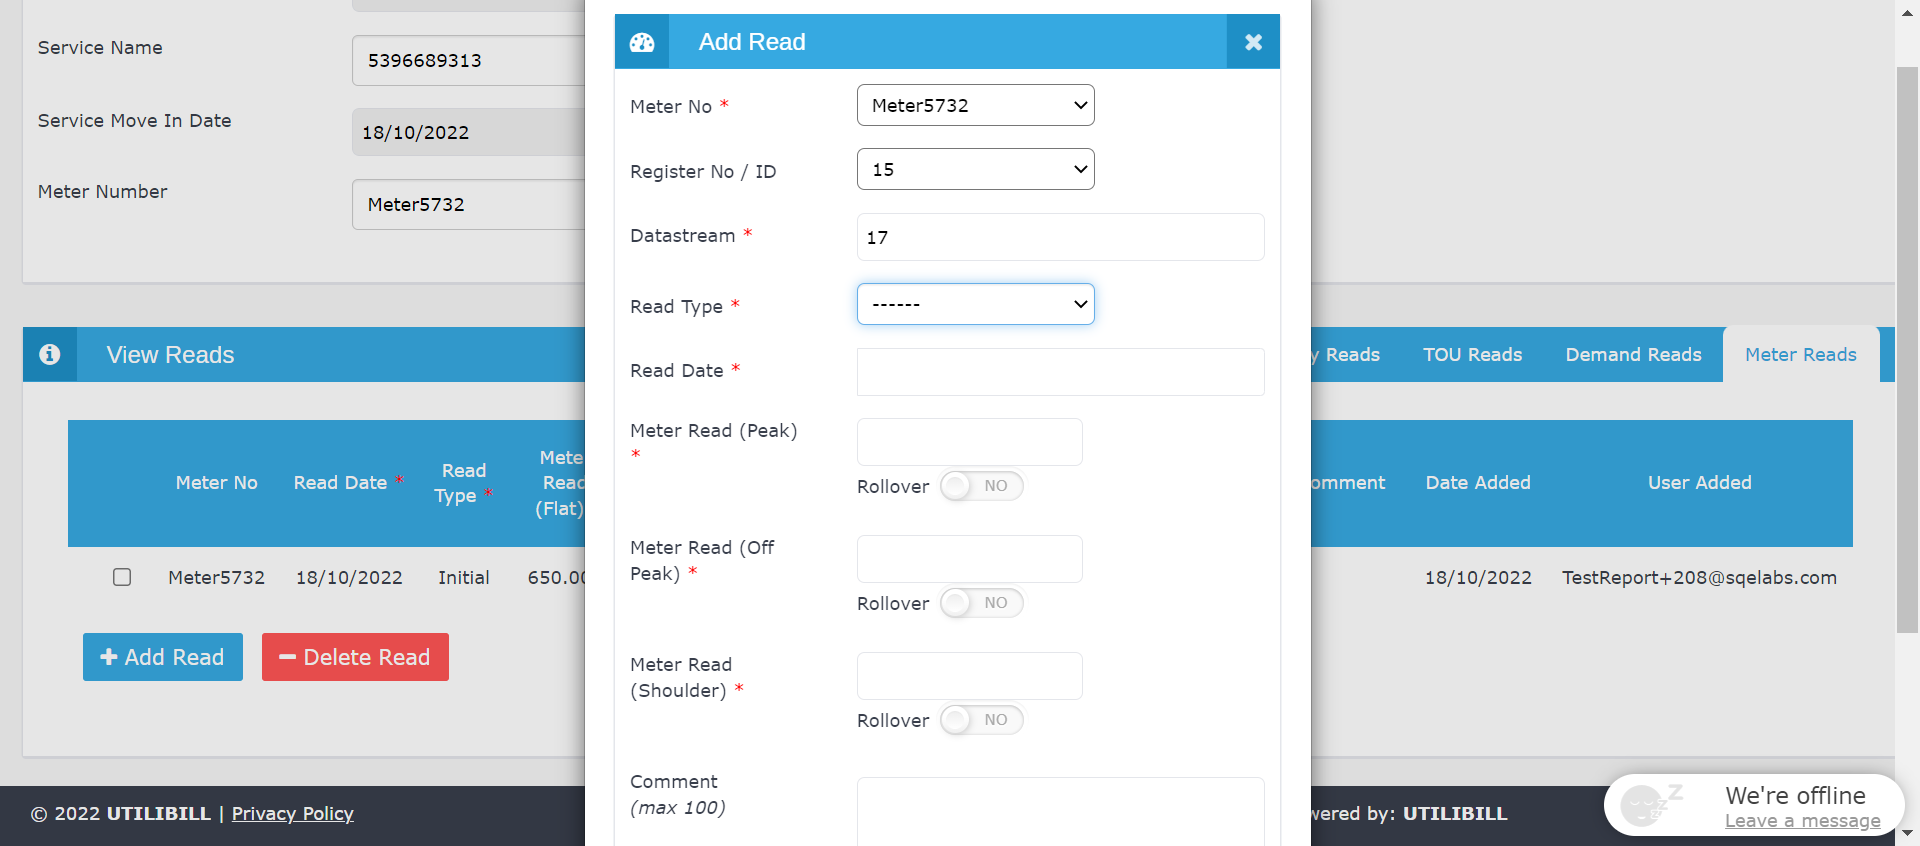 Service Name
5396689313
Service Move In Date
18/10/2022
Meter Number
Meter5732
Add Read
Meter No *
Meter5732
Register No / ID
15
Datastream *
17
Read Type *
------
Read Date *
Meter Read (Peak)
*
Rollover NO
Meter Read (Off
Peak) *
Rollover NO
Meter Read
(Shoulder) *
Rollover NO
Comment
(max 100)
View Reads
y Reads TOU Reads Demand Reads Meter Reads
Meter No Read Date * Read
Type * Mete
Read
(Flat) omment Date Added User Added
Meter5732 18/10/2022 Initial 650.00 18/10/2022 TestReport+208@sqelabs.com
Add Read Delete Read
© 2022 UTILIBILL | Privacy Policy
wered by: UTILIBILL
We're offline
Leave a message